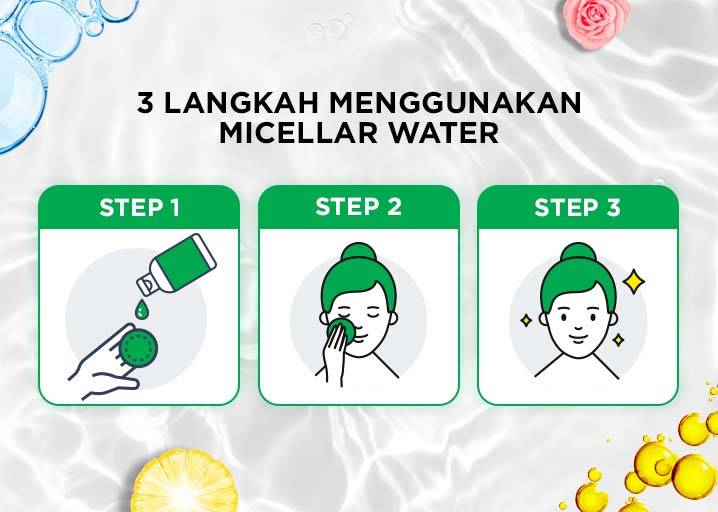 3 LANGKAH MENGGUNAKAN
MICELLAR WATER
STEP 1
STEP 2
STEP 3